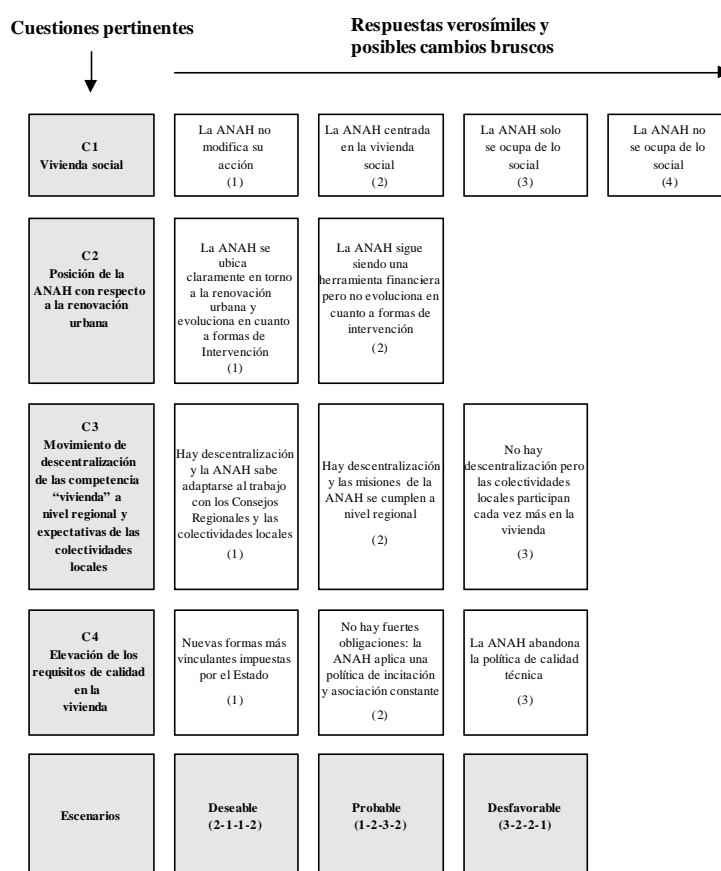 Cuestiones pertinentes
Respuestas verosímiles y
posibles cambios bruscos
C1
Vivienda social
La ANAH no
modifica su
acción
(1)
La ANAH centrada
en la vivienda
social
(2)
La ANAH solo
se ocupa de lo
social
(3)
La ANAH no
se ocupa de lo
social
(4)
C2
Posición de la
ANAH con respecto
a la renovación
urbana
La ANAH se
ubica
claramente en torno
a la renovación
urbana y
evoluciona en cuanto
a formas de
Intervención
(1)
La ANAH sigue
siendo una
herramienta financiera
pero no evoluciona en
cuanto a formas de
intervención
(2)
C3
Movimiento de
descentralización
de las competencia
“vivienda” a
nivel regional y
expectativas de las
colectividades
locales
Hay descentralización
y la ANAH sabe
adaptarse al trabajo
con los Consejos
Regionales y las
colectividades locales
(1)
Hay descentralización
y las misiones de la
ANAH se cumplen a
nivel regional
(2)
No hay
descentralización pero
las colectividades
locales participan
cada vez más en la
vivienda
(3)
C4
Elevación de los
requisitos de calidad
en la
vivienda
Nuevas formas más
vinculantes impuestas
por el Estado
(1)
No hay fuertes
obligaciones: la
ANAH aplica una
política de incitación
y asociación constante
(2)
La ANAH abandona
la política de calidad
técnica
(3)
Escenarios
Deseable
(2-1-1-2)
Probable
(1-2-3-2)
Desfavorable
(3-2-2-1)